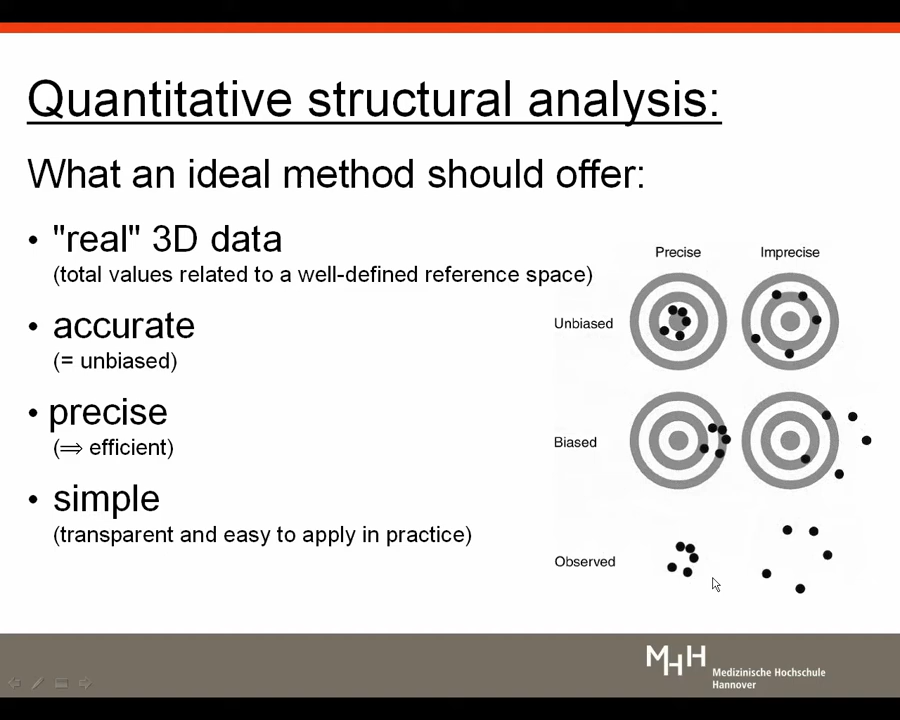 Quantitative structural analysis:
What an ideal method should offer:
• "real" 3D data
(total values related to a well-defined reference space)
• accurate
(= unbiased)
• precise
(⇒ efficient)
• simple
(transparent and easy to apply in practice)
Precise Imprecise
Unbiased
Biased
Observed
MHH
Medizinische Hochschule
Hannover